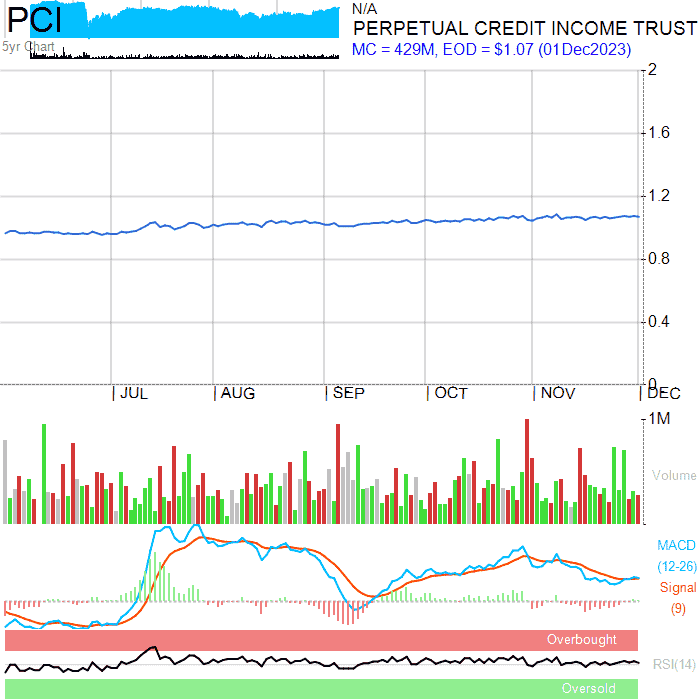 PCI
5yr Chart
N/A
PERPETUAL CREDIT INCOME TRUST
MC = 429M, EOD = $1.07 (01Dec2023)
2
1.6
1.2
0.8
0.4
0
| JUL | AUG | SEP | OCT | NOV | DEC
1M
Volume
MACD
(12-26)
Signal
(9)
Overbought
RSI(14)
Oversold